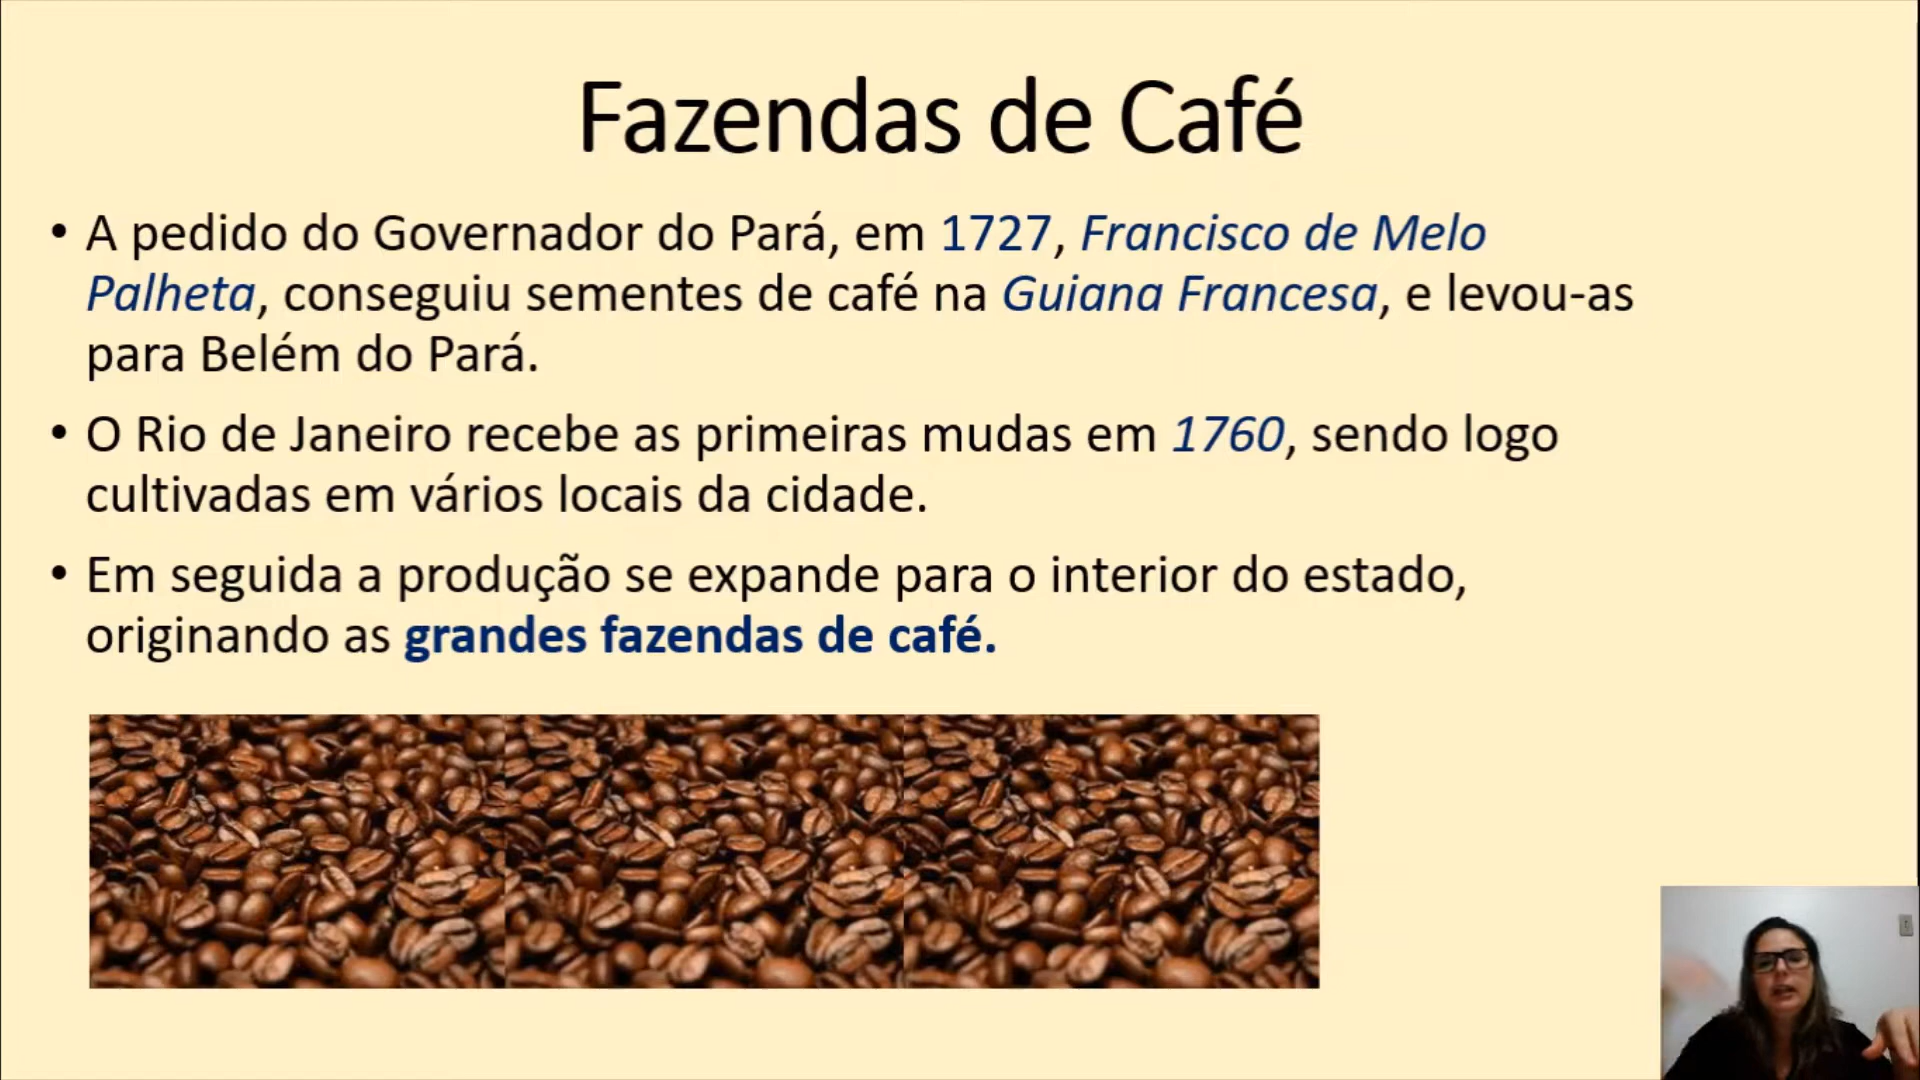 Fazendas de Café
• A pedido do Governador do Pará, em 1727, Francisco de Melo
Palheta, conseguiu sementes de café na Guiana Francesa, e levou-as
para Belém do Pará.
• O Rio de Janeiro recebe as primeiras mudas em 1760, sendo logo
cultivadas em vários locais da cidade.
• Em seguida a produção se expande para o interior do estado,
originando as grandes fazendas de café.